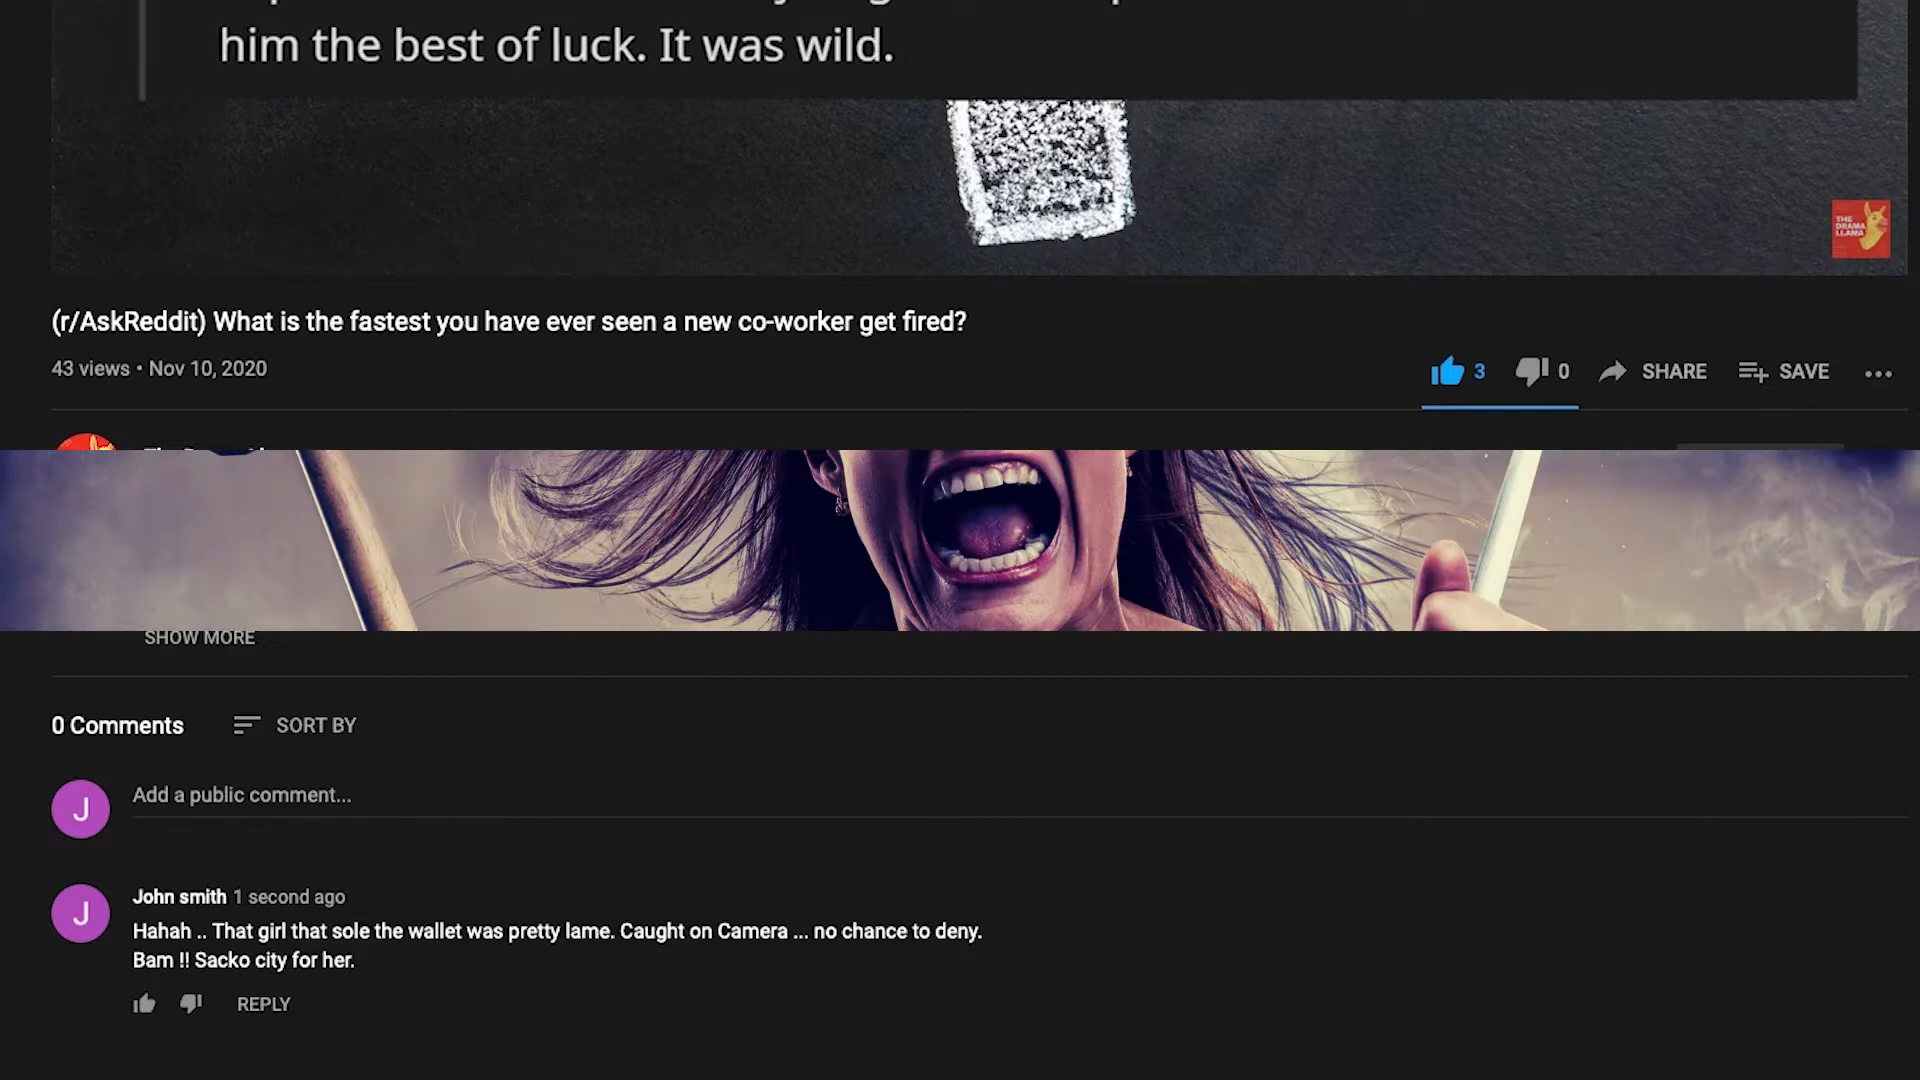 him the best of luck. It was wild.
THE
DRAMA
LLAMA
(r/AskReddit) What is the fastest you have ever seen a new co-worker get fired?
43 views • Nov 10, 2020
3
0
SHARE
SAVE
SHOW MORE
0 Comments
SORT BY
J
Add a public comment...
J
John smith 1 second ago
Hahah .. That girl that sole the wallet was pretty lame. Caught on Camera ... no chance to deny.
Bam !! Sacko city for her.
REPLY